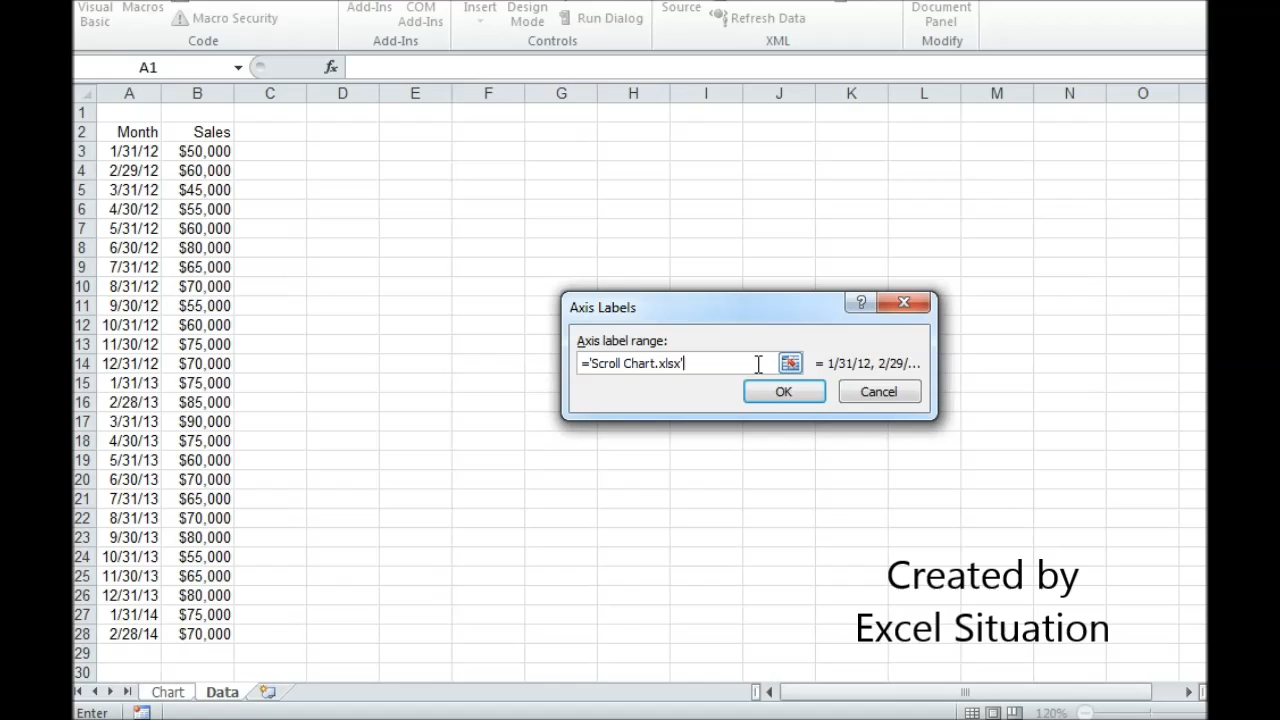 Visual Basic
Macros
Macro Security
Code
Add-Ins
COM Add-Ins
Add-Ins
Insert
Design Mode
Run Dialog
Controls
Source
Refresh Data
XML
Document Panel
Modify
A1
fx
A B C D E F G H I J K L M N O
1
2 Month Sales
3 1/31/12 $50,000
4 2/29/12 $60,000
5 3/31/12 $45,000
6 4/30/12 $55,000
7 5/31/12 $60,000
8 6/30/12 $80,000
9 7/31/12 $65,000
10 8/31/12 $70,000
11 9/30/12 $55,000
12 10/31/12 $60,000
13 11/30/12 $75,000
14 12/31/12 $70,000
15 1/31/13 $75,000
16 2/28/13 $85,000
17 3/31/13 $90,000
18 4/30/13 $75,000
19 5/31/13 $60,000
20 6/30/13 $70,000
21 7/31/13 $65,000
22 8/31/13 $70,000
23 9/30/13 $80,000
24 10/31/13 $55,000
25 11/30/13 $65,000
26 12/31/13 $80,000
27 1/31/14 $75,000
28 2/28/14 $70,000
29
30
Axis Labels
Axis label range:
='Scroll Chart.xlsx' = 1/31/12, 2/29/...
OK Cancel
Created by
Excel Situation
Chart Data
Enter 120%